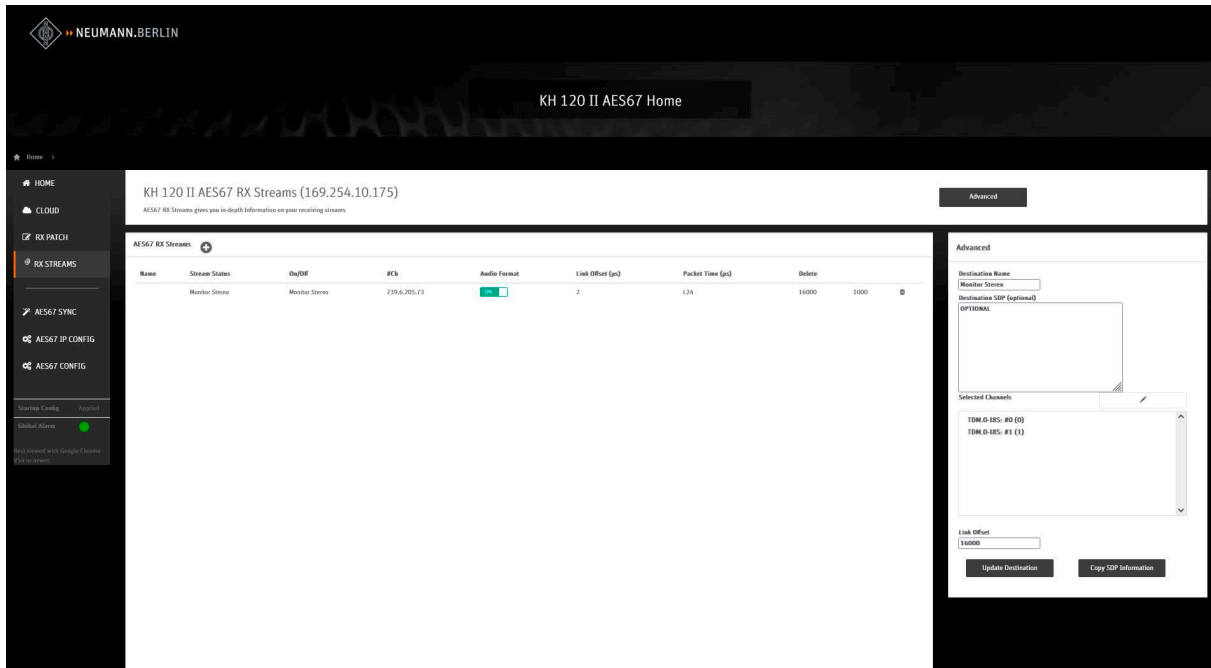 NEUMANN.BERLIN
KH 120 II AES67 Home
Home
HOME
CLOUD
RX PATCH
RX STREAMS
AES67 SYNC
AES67 IP CONFIG
AES67 CONFIG
Startup Config Applied
Global Alarm
Best viewed with Google Chrome
V56 or newer.
KH 120 II AES67 RX Streams (169.254.10.175)
AES67 RX Streams gives you in-depth Information on your receiving streams
Advanced
AES67 RX Streams
Name Stream Status On/Off #Ch Audio Format Link Offset (µs) Packet Time (µs) Delete
Monitor Stereo Monitor Stereo 239.6.205.73 ON 2 L24 16000 1000
Advanced
Destination Name
Monitor Stereo
Destination SDP (optional)
OPTIONAL
Selected Channels
TDM.0-I8S: #0 (0)
TDM.0-I8S: #1 (1)
Link Offset
16000
Update Destination Copy SDP Information